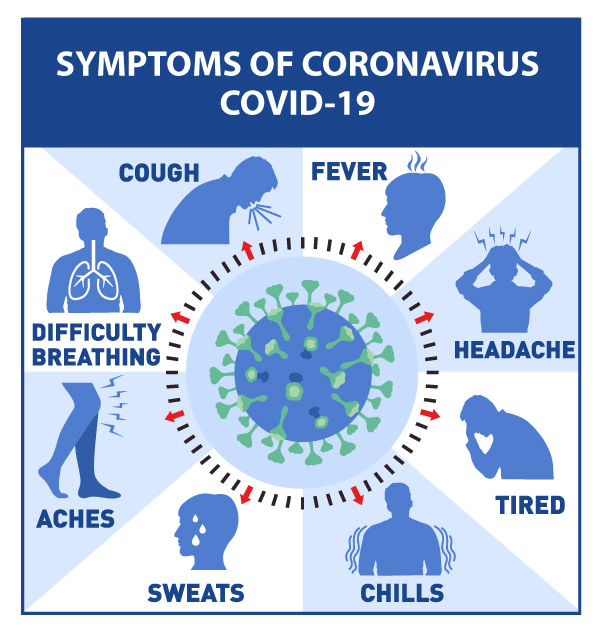 SYMPTOMS OF CORONAVIRUS
COVID-19
COUGH
FEVER
DIFFICULTY
BREATHING
HEADACHE
ACHES
TIRED
SWEATS
CHILLS